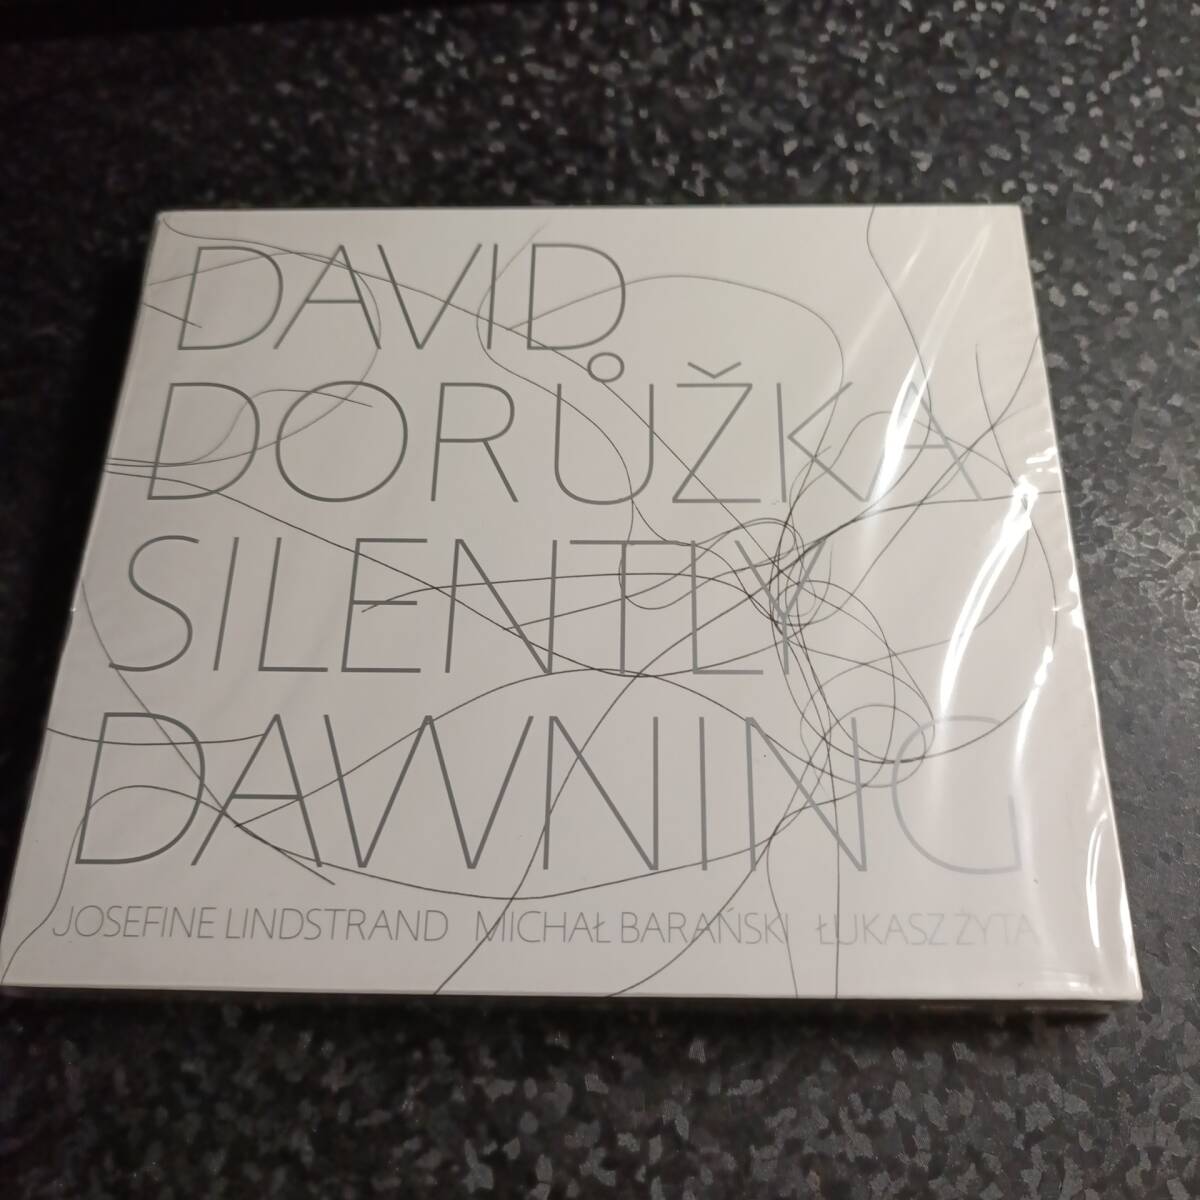 DAVID
DORŮŽKA
SILENTLY
DAWNING
JOSEFINE LINDSTRAND MICHAŁ BARAŃSKI ŁUKASZ ŻYTA